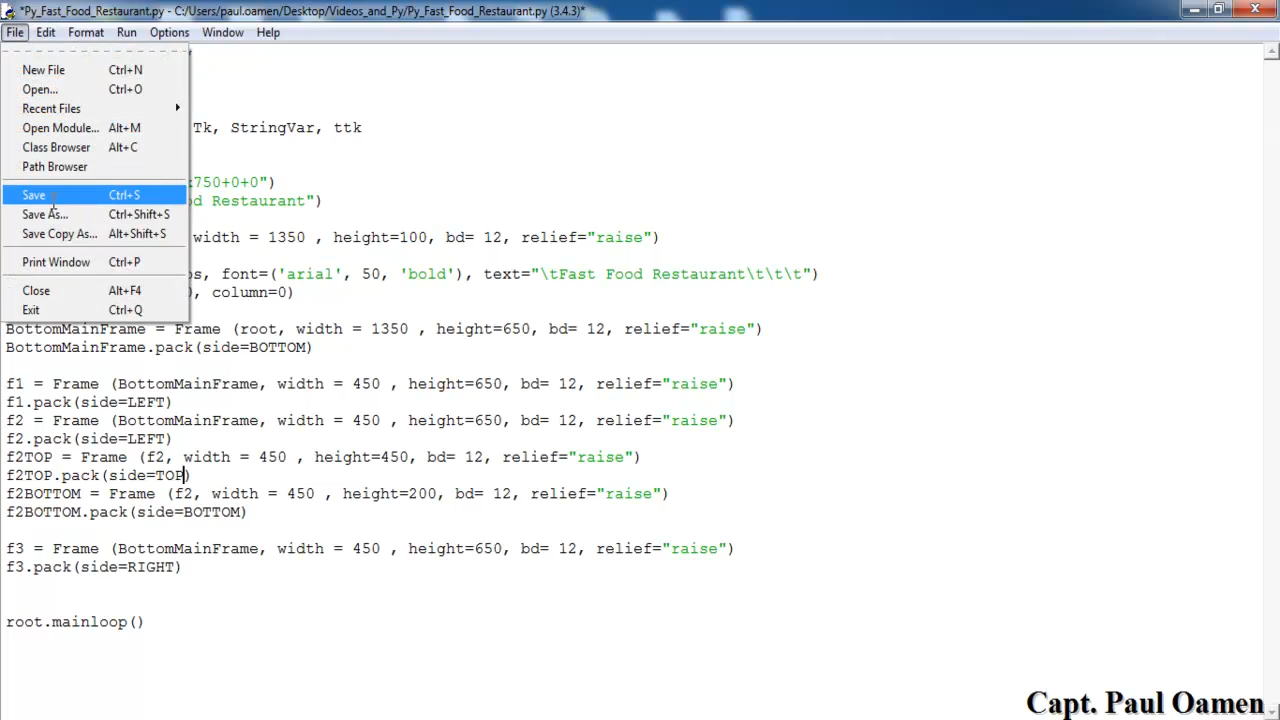 *Py_Fast_Food_Restaurant.py - C:/Users/paul.oamen/Desktop/Videos_and_Py/Py_Fast_Food_Restaurant.py (3.4.3)*
File Edit Format Run Options Window Help
New File Ctrl+N
Open... Ctrl+O
Recent Files
Open Module... Alt+M
Tk, StringVar, ttk
Class Browser Alt+C
Path Browser
x750+0+0")
Save Ctrl+S
od Restaurant")
Save As... Ctrl+Shift+S
Save Copy As... Alt+Shift+S
width = 1350 , height=100, bd= 12, relief="raise")
Print Window Ctrl+P
ps, font=('arial', 50, 'bold'), text="\tFast Food Restaurant\t\t\t")
Close Alt+F4
), column=0)
Exit Ctrl+Q
BottomMainFrame = Frame (root, width = 1350 , height=650, bd= 12, relief="raise")
BottomMainFrame.pack(side=BOTTOM)
f1 = Frame (BottomMainFrame, width = 450 , height=650, bd= 12, relief="raise")
f1.pack(side=LEFT)
f2 = Frame (BottomMainFrame, width = 450 , height=650, bd= 12, relief="raise")
f2.pack(side=LEFT)
f2TOP = Frame (f2, width = 450 , height=450, bd= 12, relief="raise")
f2TOP.pack(side=TOP)
f2BOTTOM = Frame (f2, width = 450 , height=200, bd= 12, relief="raise")
f2BOTTOM.pack(side=BOTTOM)
f3 = Frame (BottomMainFrame, width = 450 , height=650, bd= 12, relief="raise")
f3.pack(side=RIGHT)
root.mainloop()
Capt. Paul Oamen